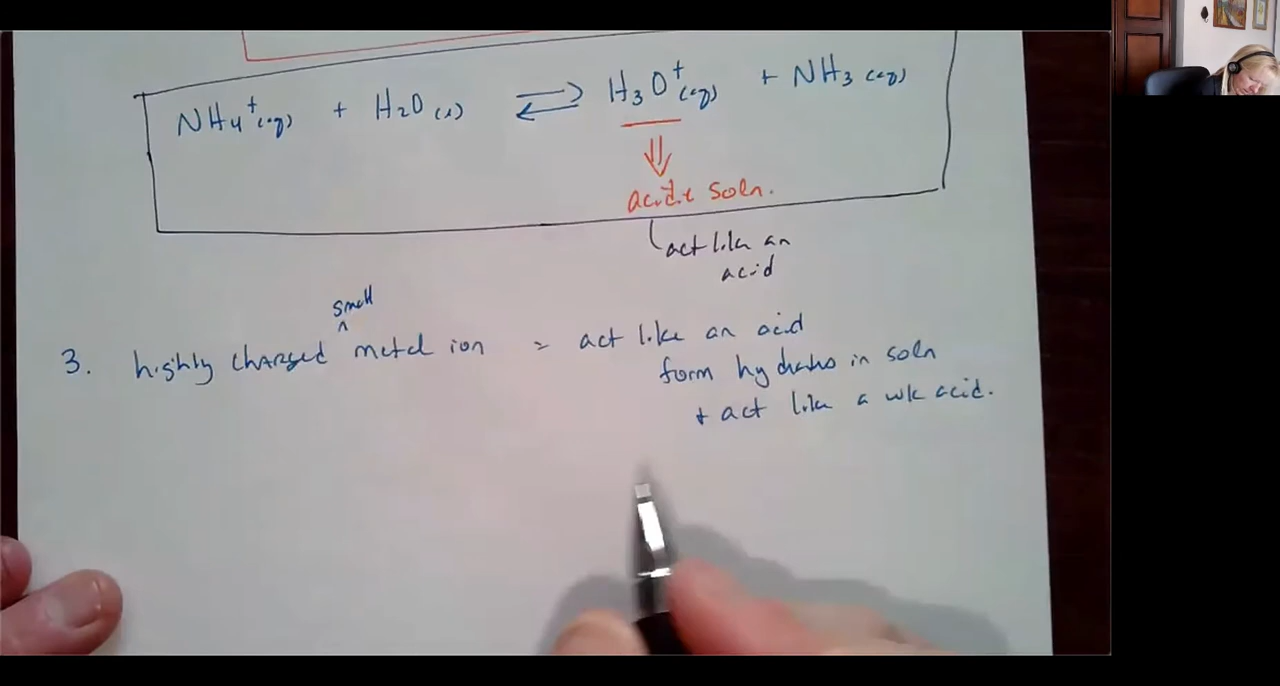 NH4+(aq) + H2O(l) ⇌ H3O+(aq) + NH3(aq)
⇓
acidic soln.
act like an
acid
small
^
3. highly charged metal ion = act like an acid
form hydrates in soln
+ act like a wk acid.